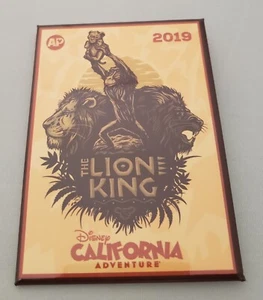 AP 2019
THE
LION
KING
Disney
CALIFORNIA
ADVENTURE